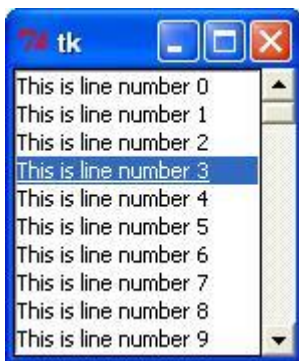 tk
This is line number 0
This is line number 1
This is line number 2
This is line number 3
This is line number 4
This is line number 5
This is line number 6
This is line number 7
This is line number 8
This is line number 9